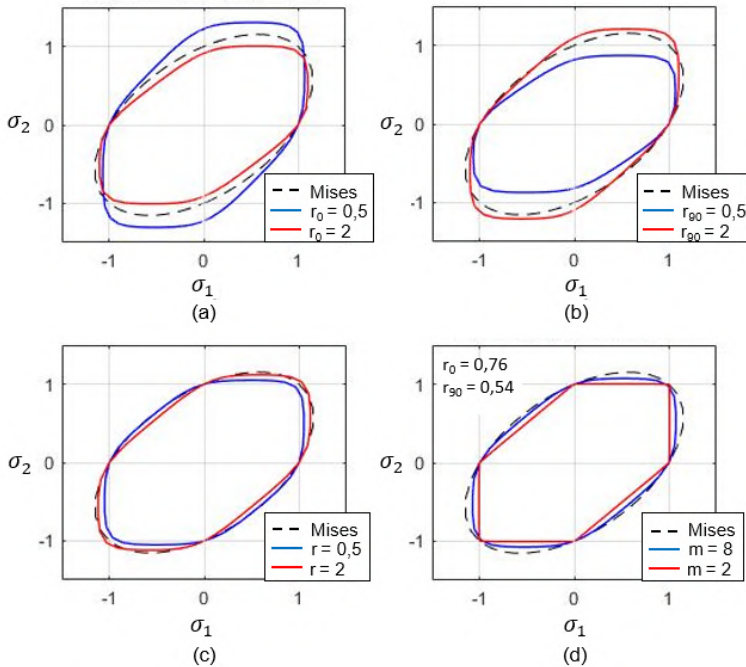 1
σ₂ 0
-1
Mises
r₀ = 0,5
r₀ = 2
-1 0 1
σ₁
(a)
1
σ₂ 0
-1
Mises
r₉₀ = 0,5
r₉₀ = 2
-1 0 1
σ₁
(b)
1
σ₂ 0
-1
Mises
r = 0,5
r = 2
-1 0 1
σ₁
(c)
r₀ = 0,76
r₉₀ = 0,54
1
σ₂ 0
-1
Mises
m = 8
m = 2
-1 0 1
σ₁
(d)